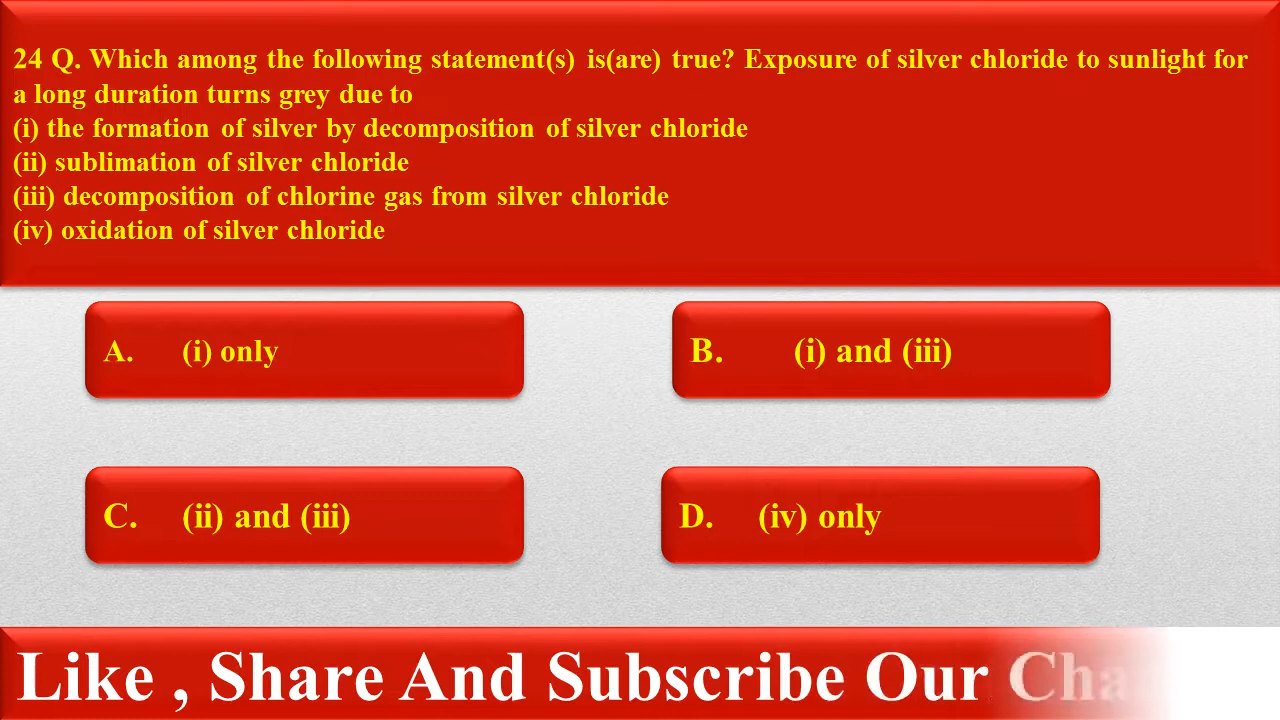 24 Q. Which among the following statement(s) is(are) true? Exposure of silver chloride to sunlight for
a long duration turns grey due to
(i) the formation of silver by decomposition of silver chloride
(ii) sublimation of silver chloride
(iii) decomposition of chlorine gas from silver chloride
(iv) oxidation of silver chloride
A. (i) only
B. (i) and (iii)
C. (ii) and (iii)
D. (iv) only
Like , Share And Subscribe Our Cha